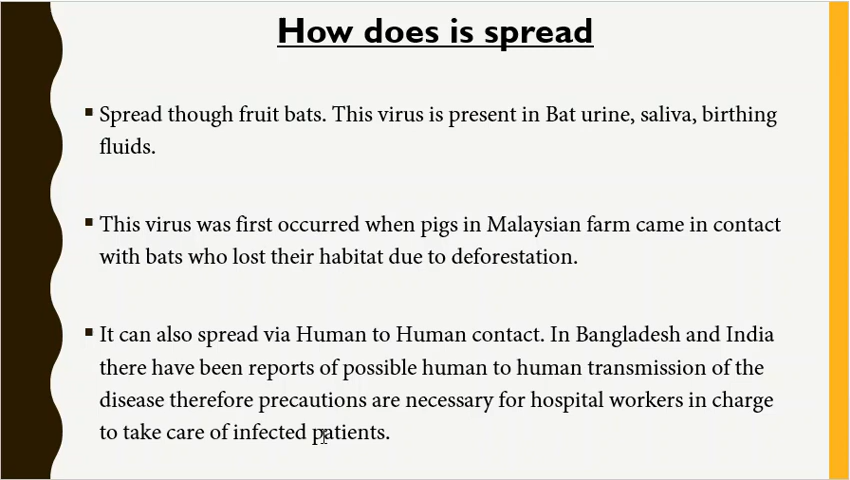 How does is spread
▪ Spread though fruit bats. This virus is present in Bat urine, saliva, birthing
fluids.
▪ This virus was first occurred when pigs in Malaysian farm came in contact
with bats who lost their habitat due to deforestation.
▪ It can also spread via Human to Human contact. In Bangladesh and India
there have been reports of possible human to human transmission of the
disease therefore precautions are necessary for hospital workers in charge
to take care of infected patients.